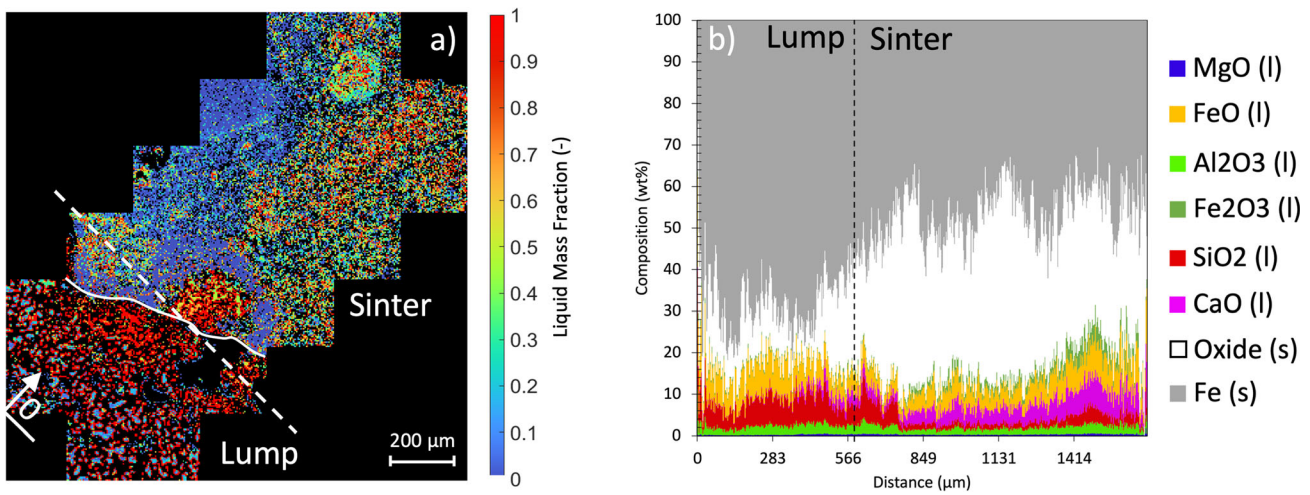 a)
1
0.9
0.8
0.7
0.6
0.5
0.4
0.3
0.2
0.1
0
Liquid Mass Fraction (-)
Sinter
Lump
0
200 µm
b)
Lump
Sinter
100
90
80
70
60
50
40
30
20
10
0
Composition (wt%)
0
283
566
849
1131
1414
Distance (µm)
MgO (l)
FeO (l)
Al2O3 (l)
Fe2O3 (l)
SiO2 (l)
CaO (l)
Oxide (s)
Fe (s)